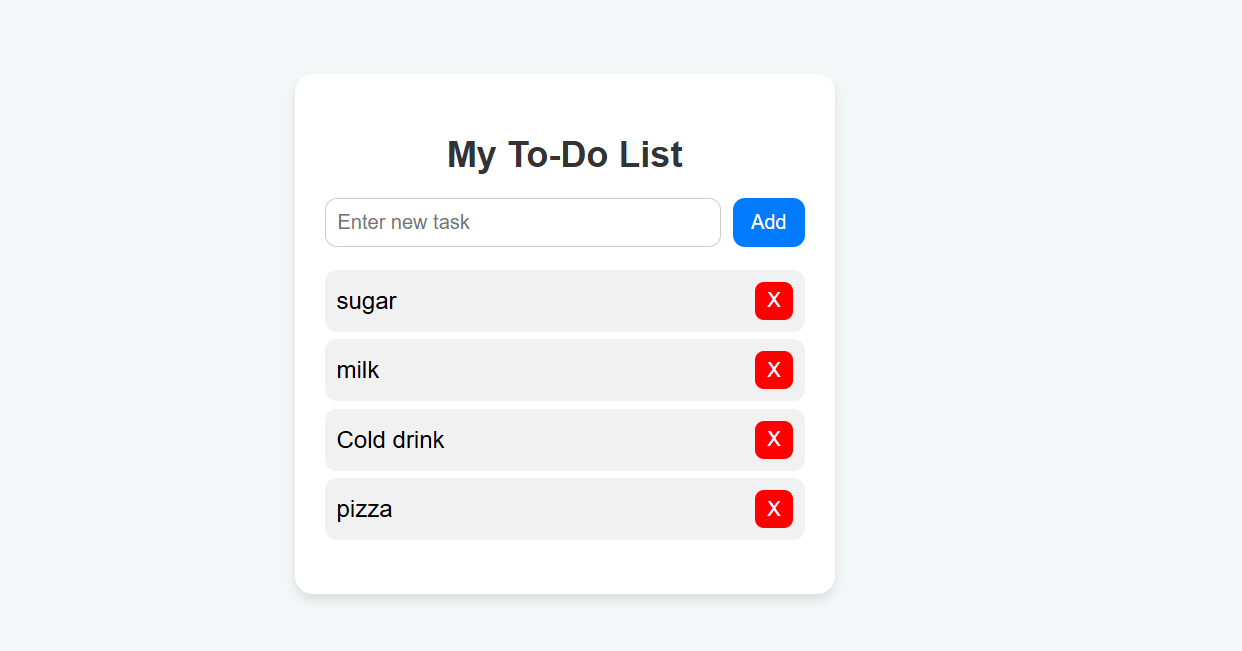 My To-Do List
Enter new task
Add
sugar
X
milk
X
Cold drink
X
pizza
X